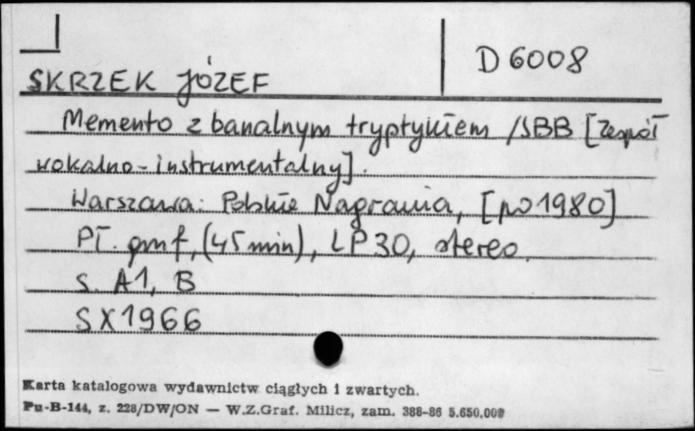 D 6008
SKRZEK JÓZEF
Memento z banalnym tryptykiem /SBB [Zespół
wokalno-instrumentalny].
Warszawa: Polskie Nagrania, [po 1980]
Pł. gmf, (45 min), LP 30, stereo.
s. A1, B
SX1966
Karta katalogowa wydawnictw ciągłych i zwartych.
Pu-B-144, z. 228/DW/ON — W.Z.Graf. Milicz, zam. 388-86 5.650.000